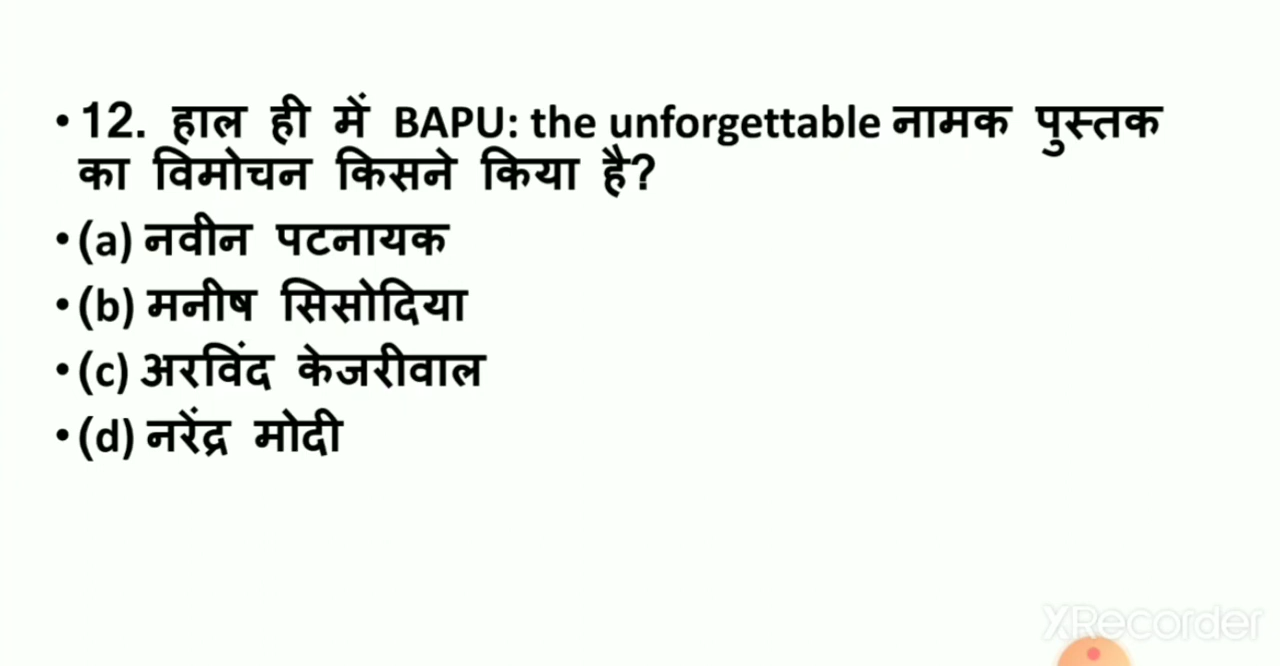 • 12. हाल ही में BAPU: the unforgettable नामक पुस्तक
का विमोचन किसने किया है?
• (a) नवीन पटनायक
• (b) मनीष सिसोदिया
• (c) अरविंद केजरीवाल
• (d) नरेंद्र मोदी
XRecorder